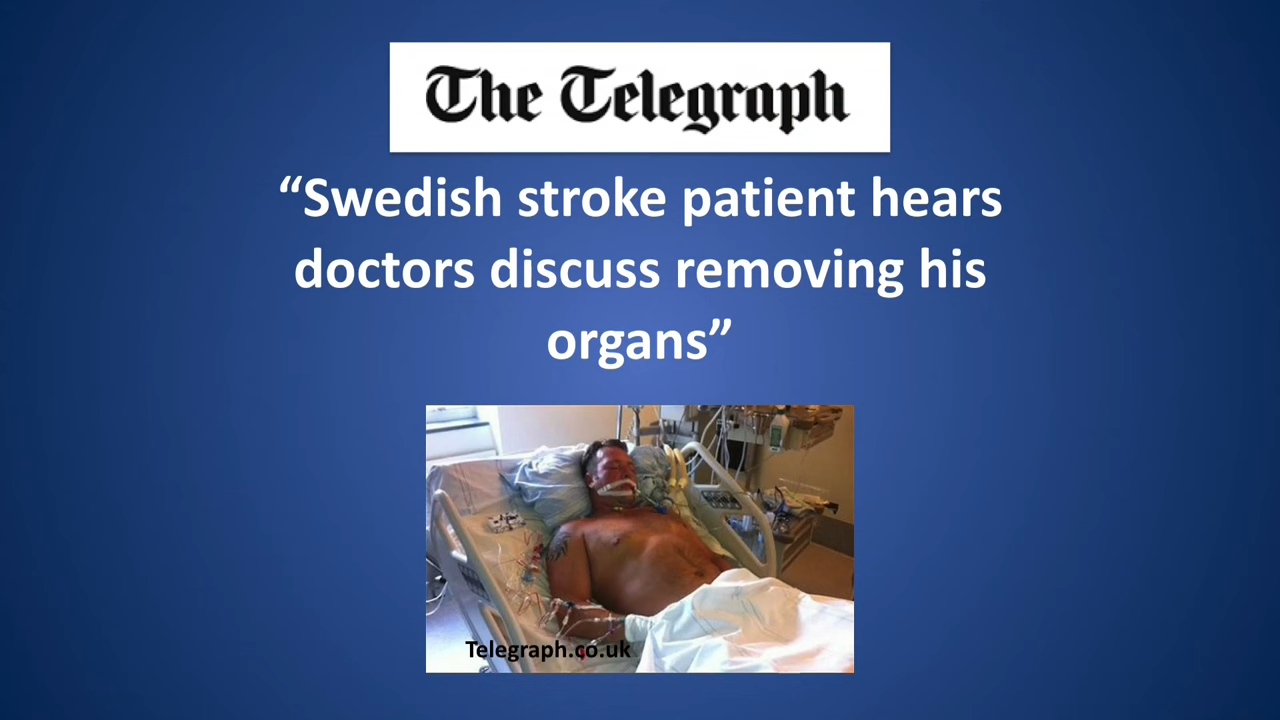 The Telegraph
“Swedish stroke patient hears
doctors discuss removing his
organs”
Telegraph.co.uk